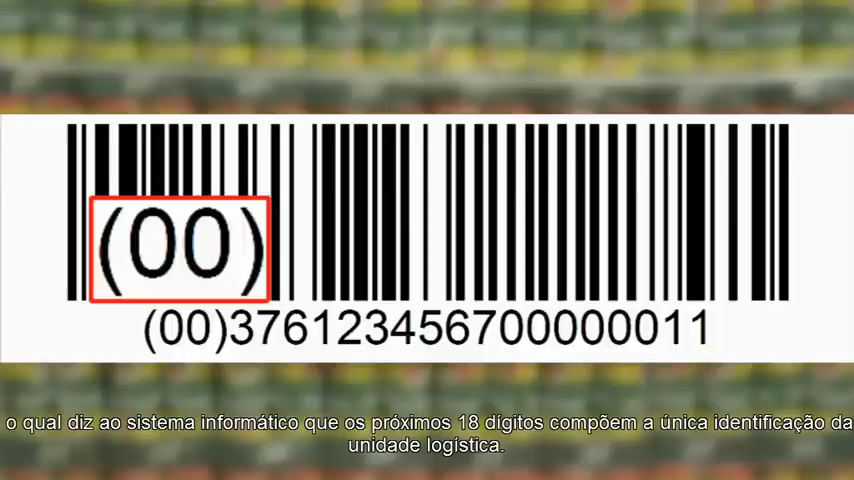 (00)
(00)376123456700000011
o qual diz ao sistema informático que os próximos 18 dígitos compõem a única identificação da
unidade logística.